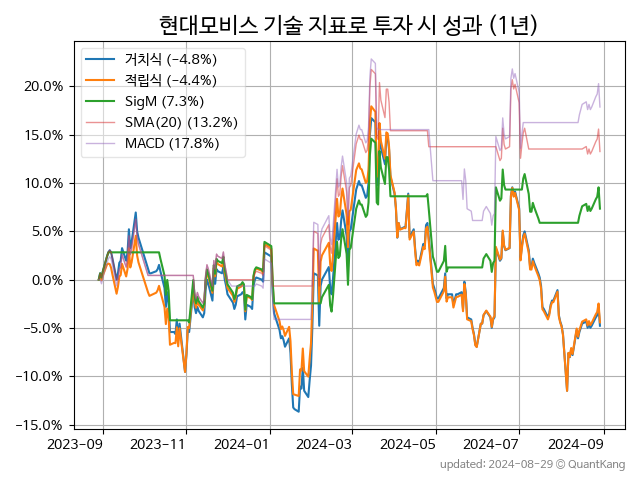 현대모비스 기술 지표로 투자 시 성과 (1년)
거치식 (−4.8%)
적립식 (−4.4%)
SigM (7.3%)
SMA(20) (13.2%)
MACD (17.8%)
20.0%
15.0%
10.0%
5.0%
0.0%
−5.0%
−10.0%
−15.0%
2023-09 2023-11 2024-01 2024-03 2024-05 2024-07 2024-09
updated: 2024-08-29 © QuantKang